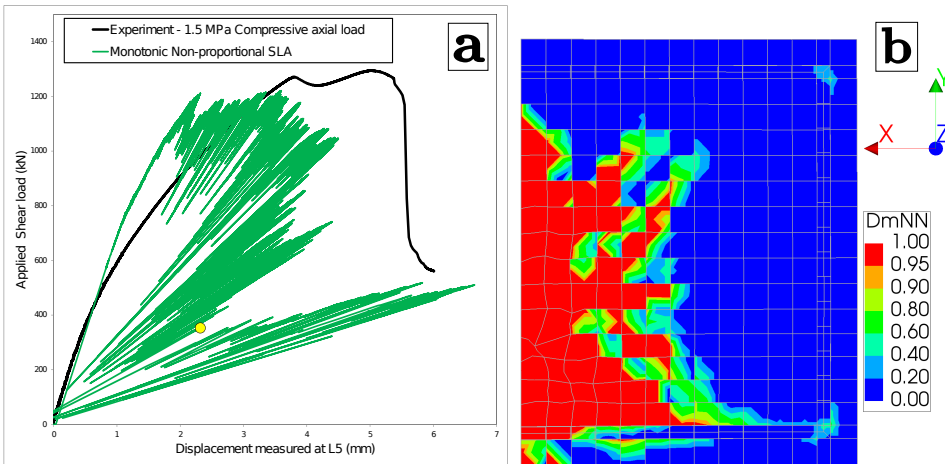 Experiment - 1.5 MPa Compressive axial load
Monotonic Non-proportional SLA
a
1400
1200
1000
800
600
400
200
0
Applied Shear load (kN)
0 1 2 3 4 5 6 7
Displacement measured at L5 (mm)
b
Y
X
Z
DmNN
1.00
0.95
0.90
0.80
0.60
0.40
0.20
0.00